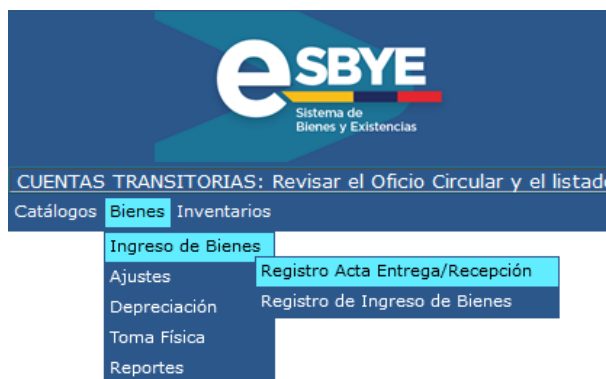 eSBYE
Sistema de
Bienes y Existencias
CUENTAS TRANSITORIAS: Revisar el Oficio Circular y el listado
Catálogos Bienes Inventarios
Ingreso de Bienes
Ajustes
Registro Acta Entrega/Recepción
Depreciación
Registro de Ingreso de Bienes
Toma Física
Reportes